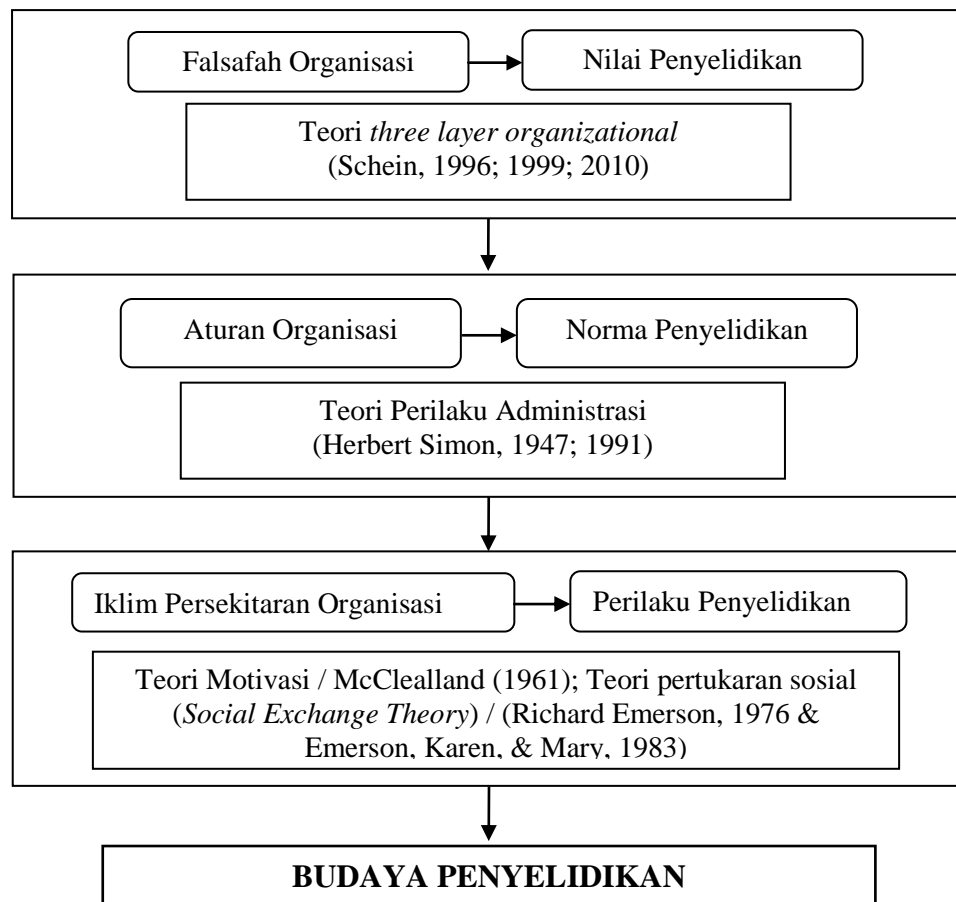 Falsafah Organisasi
Nilai Penyelidikan
Teori three layer organizational
(Schein, 1996; 1999; 2010)
Aturan Organisasi
Norma Penyelidikan
Teori Perilaku Administrasi
(Herbert Simon, 1947; 1991)
Iklim Persekitaran Organisasi
Perilaku Penyelidikan
Teori Motivasi / McClealland (1961); Teori pertukaran sosial
(Social Exchange Theory) / (Richard Emerson, 1976 &
Emerson, Karen, & Mary, 1983)
BUDAYA PENYELIDIKAN